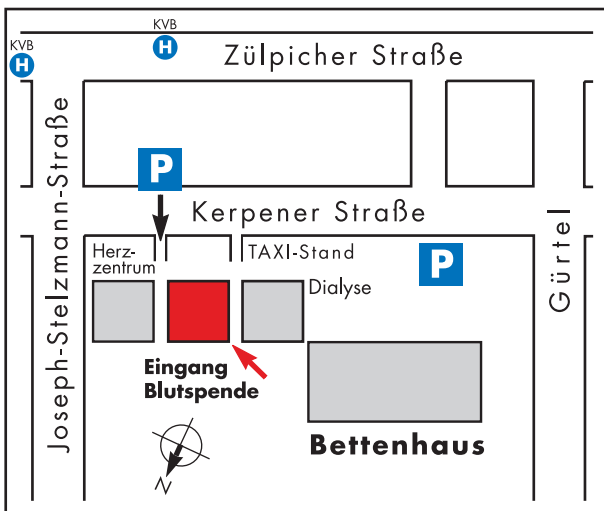 KVB
H
KVB
H
Zülpicher Straße
Joseph-Stelzmann-Straße
P
Kerpener Straße
Gürtel
Herz-
zentrum
TAXI-Stand
P
Dialyse
Eingang
Blutspende
Bettenhaus
N